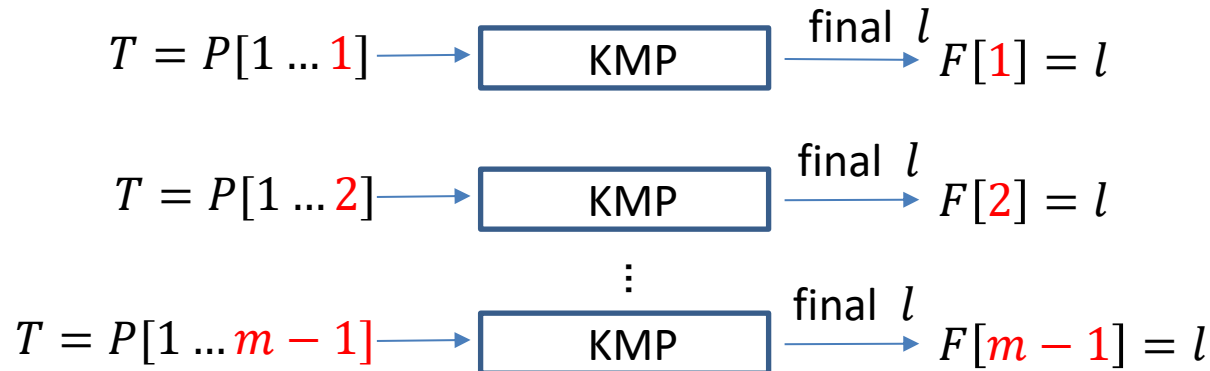 T = P[1 … 1] KMP final l F[1] = l
T = P[1 … 2] KMP final l F[2] = l
⋮
T = P[1 … m − 1] KMP final l F[m − 1] = l